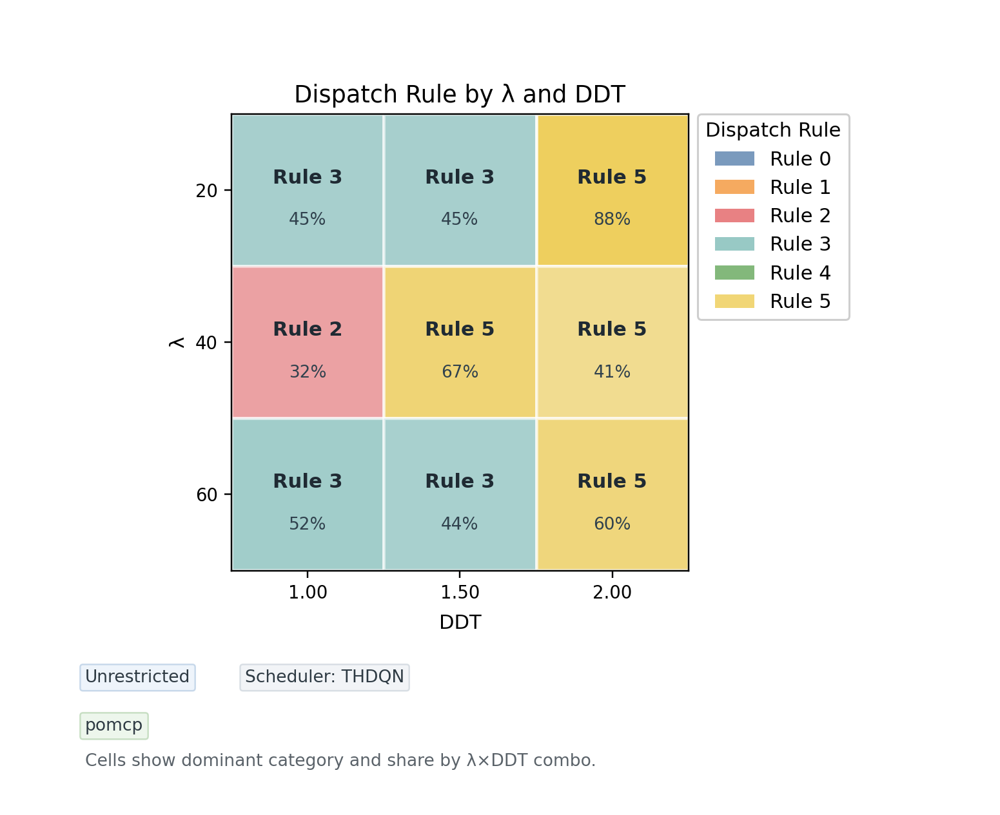 Dispatch Rule by λ and DDT
Dispatch Rule
Rule 0
Rule 1
Rule 2
Rule 3
Rule 4
Rule 5
λ
20
40
60
Rule 3
45%
Rule 3
45%
Rule 5
88%
Rule 2
32%
Rule 5
67%
Rule 5
41%
Rule 3
52%
Rule 3
44%
Rule 5
60%
1.00
1.50
2.00
DDT
Unrestricted
Scheduler: THDQN
pomcp
Cells show dominant category and share by λ×DDT combo.